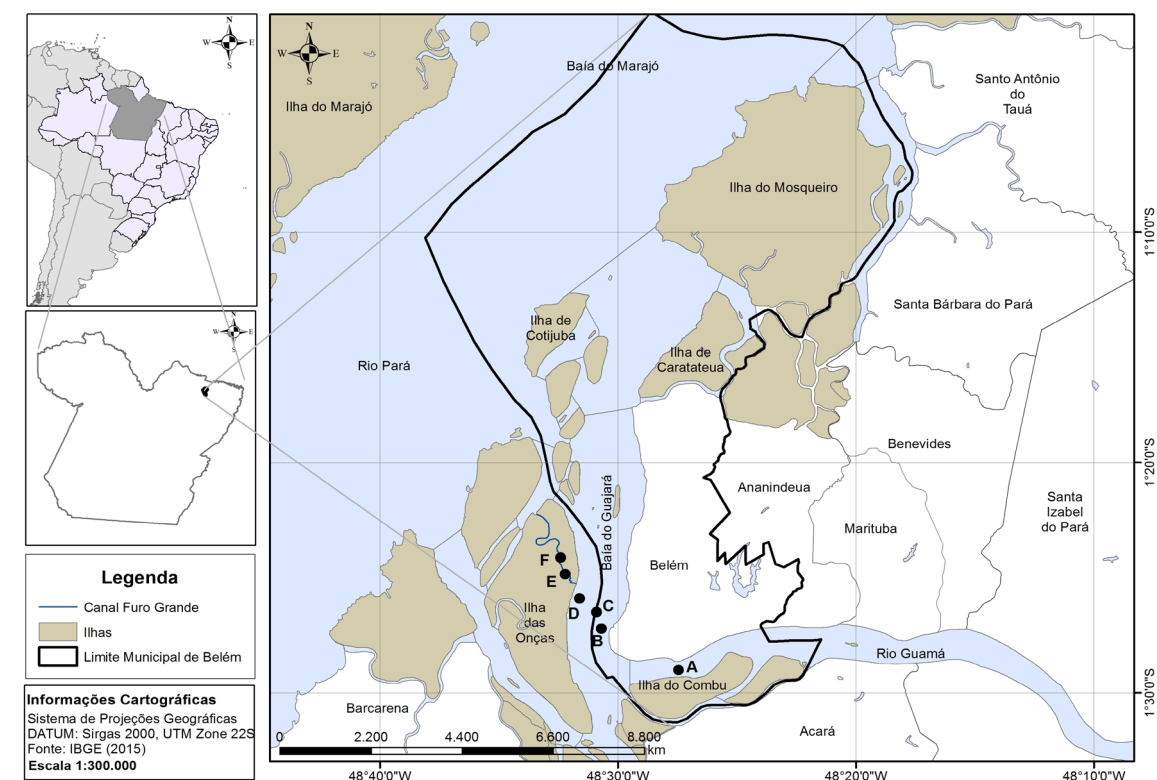 N
W
E
S
N
W
E
S
Legenda
Canal Furo Grande
Ilhas
Limite Municipal de Belém
Informações Cartográficas
Sistema de Projeções Geográficas
DATUM: Sirgas 2000, UTM Zone 22S
Fonte: IBGE (2015)
Escala 1:300.000
N
W
E
S
Baía do Marajó
Ilha do Marajó
Santo Antônio
do
Tauá
Ilha do Mosqueiro
Santa Bárbara do Pará
Ilha de
Cotijuba
Ilha de
Caratateua
Rio Pará
Benevides
Ananindeua
Santa
Izabel
do Pará
Marituba
Baía do Guajará
Belém
F
E
D
C
B
A
Ilha
das
Onças
Rio Guamá
Ilha do Combu
Barcarena
Acará
0
2.200
4.400
6.600
8.800
km
1°10'0"S
1°20'0"S
1°30'0"S
48°40'0"W
48°30'0"W
48°20'0"W
48°10'0"W